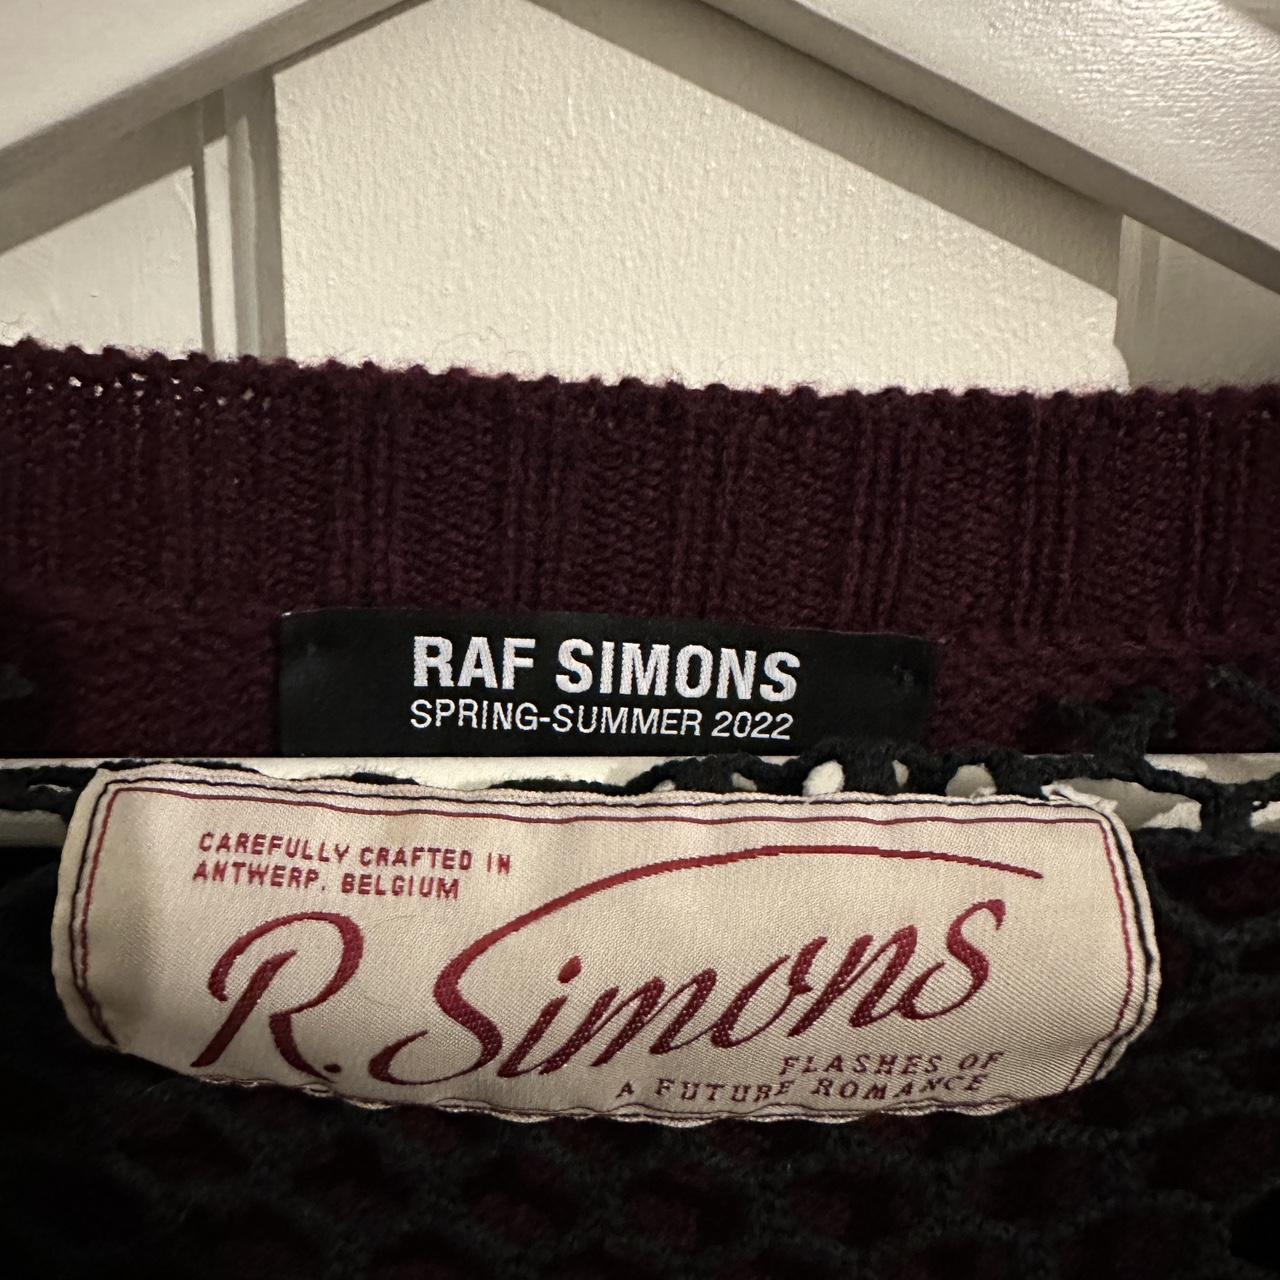 RAF SIMONS
SPRING-SUMMER 2022
CAREFULLY CRAFTED IN
ANTWERP. BELGIUM
R. Simons
FLASHES OF
A FUTURE ROMANCE